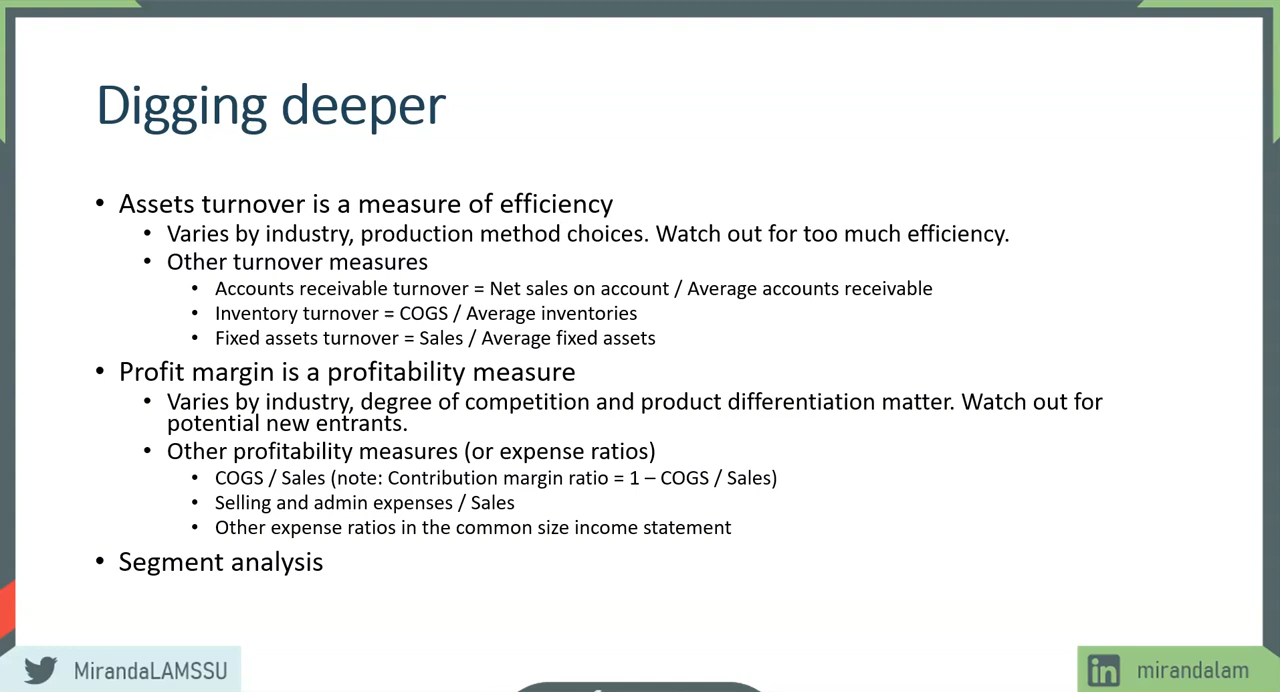 Digging deeper
• Assets turnover is a measure of efficiency
• Varies by industry, production method choices. Watch out for too much efficiency.
• Other turnover measures
• Accounts receivable turnover = Net sales on account / Average accounts receivable
• Inventory turnover = COGS / Average inventories
• Fixed assets turnover = Sales / Average fixed assets
• Profit margin is a profitability measure
• Varies by industry, degree of competition and product differentiation matter. Watch out for
potential new entrants.
• Other profitability measures (or expense ratios)
• COGS / Sales (note: Contribution margin ratio = 1 – COGS / Sales)
• Selling and admin expenses / Sales
• Other expense ratios in the common size income statement
• Segment analysis
MirandaLAMSSU
in mirandalam